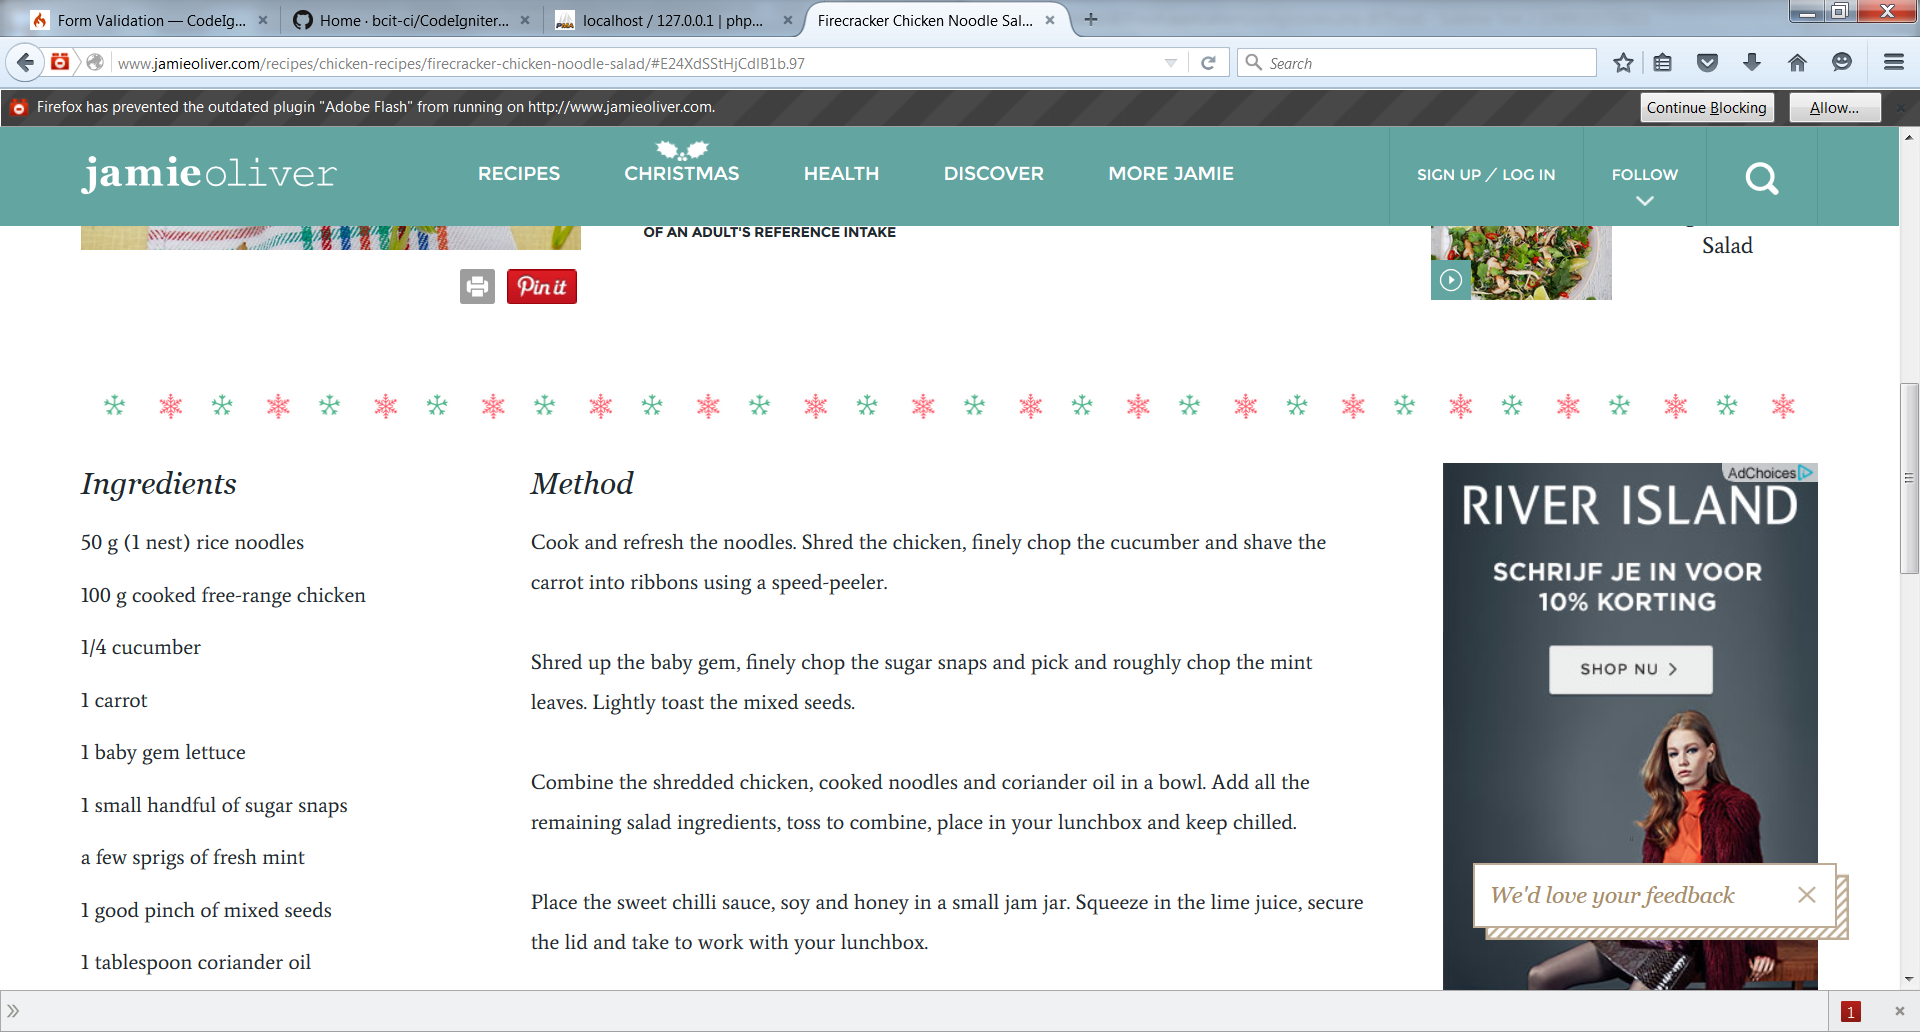 Form Validation — CodeIg...
Home · bcit-ci/CodeIgniter...
localhost / 127.0.0.1 | php...
Firecracker Chicken Noodle Sal...
www.jamieoliver.com/recipes/chicken-recipes/firecracker-chicken-noodle-salad/#E24XdSStHjCdlB1b.97
Search
Firefox has prevented the outdated plugin "Adobe Flash" from running on http://www.jamieoliver.com.
Continue Blocking
Allow...
jamieoliver
RECIPES
CHRISTMAS
HEALTH
DISCOVER
MORE JAMIE
SIGN UP / LOG IN
FOLLOW
OF AN ADULT'S REFERENCE INTAKE
Salad
Pin it
Ingredients
50 g (1 nest) rice noodles
100 g cooked free-range chicken
1/4 cucumber
1 carrot
1 baby gem lettuce
1 small handful of sugar snaps
a few sprigs of fresh mint
1 good pinch of mixed seeds
1 tablespoon coriander oil
Method
Cook and refresh the noodles. Shred the chicken, finely chop the cucumber and shave the
carrot into ribbons using a speed-peeler.
Shred up the baby gem, finely chop the sugar snaps and pick and roughly chop the mint
leaves. Lightly toast the mixed seeds.
Combine the shredded chicken, cooked noodles and coriander oil in a bowl. Add all the
remaining salad ingredients, toss to combine, place in your lunchbox and keep chilled.
Place the sweet chilli sauce, soy and honey in a small jam jar. Squeeze in the lime juice, secure
the lid and take to work with your lunchbox.
AdChoices
RIVER ISLAND
SCHRIJF JE IN VOOR
10% KORTING
SHOP NU
We'd love your feedback
1